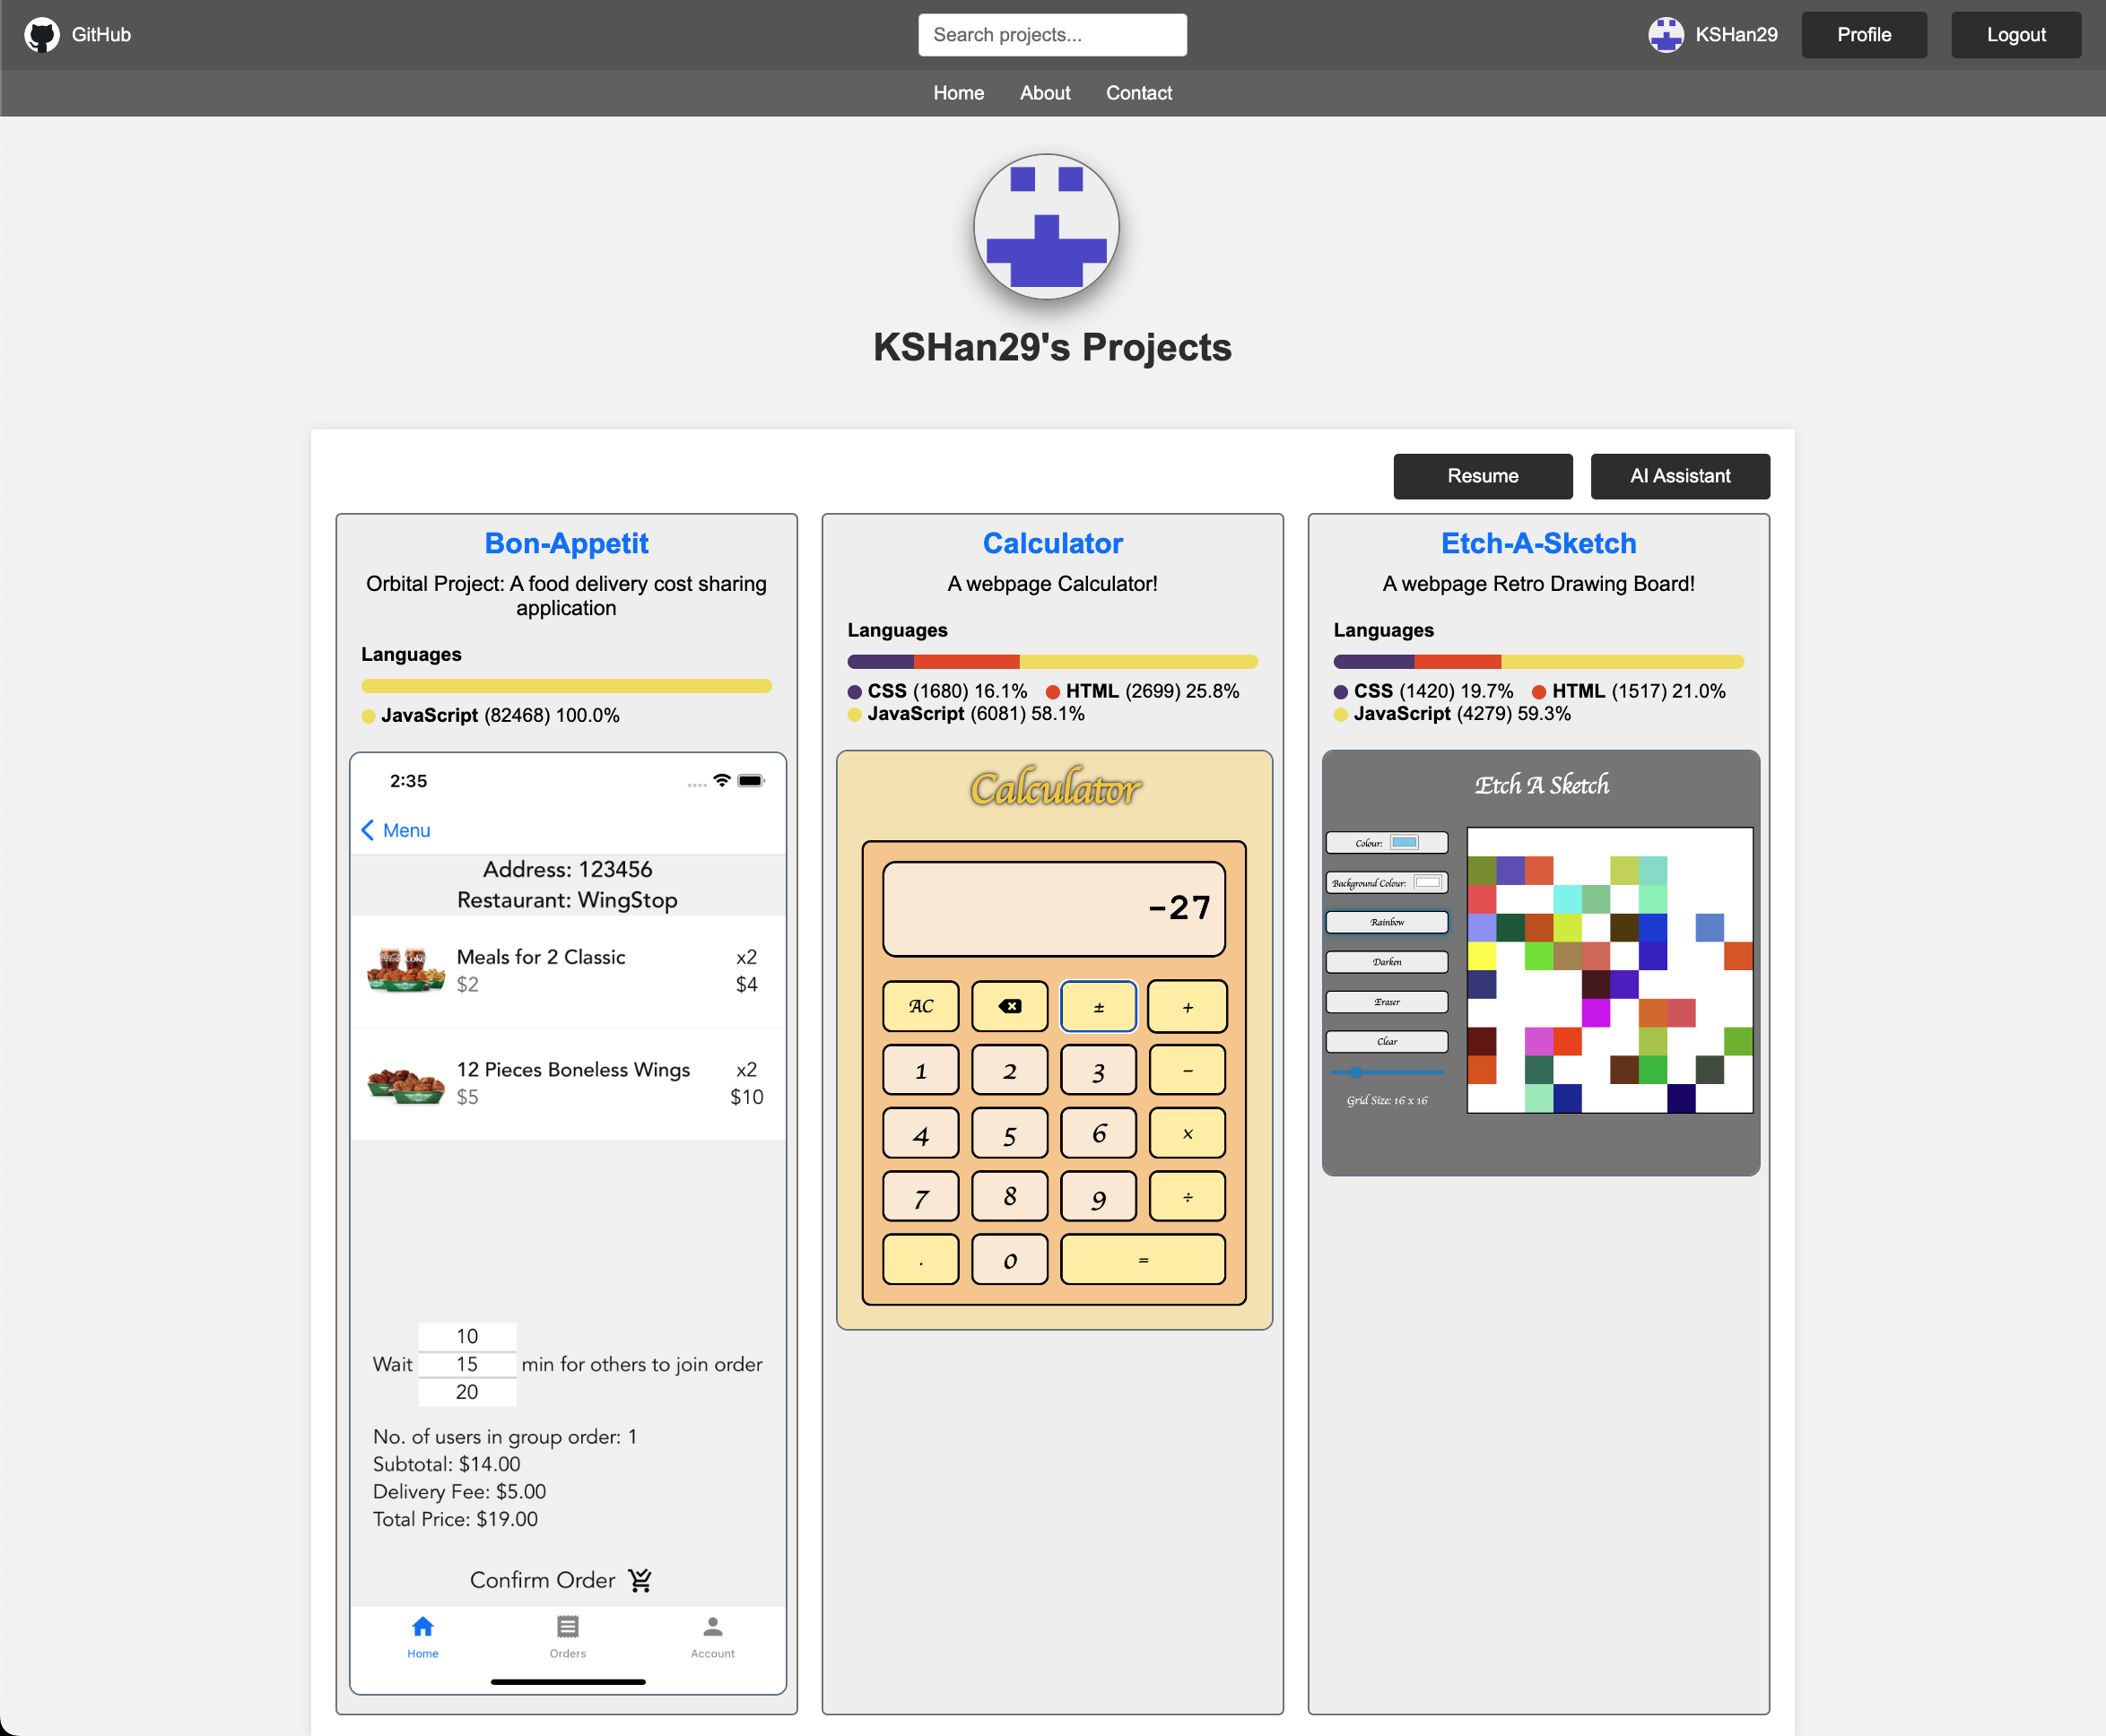 GitHub
Search projects...
KSHan29
Profile
Logout
Home
About
Contact
KSHan29's Projects
Resume
AI Assistant
Bon-Appetit
Orbital Project: A food delivery cost sharing
application
Languages
JavaScript (82468) 100.0%
2:35
Menu
Address: 123456
Restaurant: WingStop
Meals for 2 Classic x2
$2 $4
12 Pieces Boneless Wings x2
$5 $10
10
Wait 15 min for others to join order
20
No. of users in group order: 1
Subtotal: $14.00
Delivery Fee: $5.00
Total Price: $19.00
Confirm Order
Home
Orders
Account
Calculator
A webpage Calculator!
Languages
CSS (1680) 16.1% HTML (2699) 25.8%
JavaScript (6081) 58.1%
Calculator
-27
AC ± +
1 2 3 -
4 5 6 ×
7 8 9 ÷
. 0 =
Etch-A-Sketch
A webpage Retro Drawing Board!
Languages
CSS (1420) 19.7% HTML (1517) 21.0%
JavaScript (4279) 59.3%
Etch A Sketch
Colour:
Background Colour:
Rainbow
Darken
Eraser
Clear
Grid Size: 16 x 16